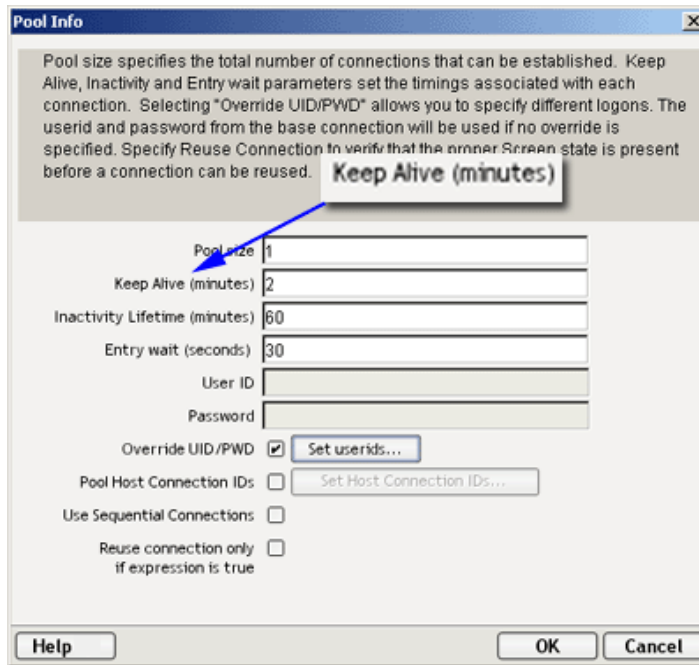 Pool Info
Pool size specifies the total number of connections that can be established. Keep
Alive, Inactivity and Entry wait parameters set the timings associated with each
connection. Selecting "Override UID/PWD" allows you to specify different logons. The
userid and password from the base connection will be used if no override is
specified. Specify Reuse Connection to verify that the proper Screen state is present
before a connection can be reused.
Keep Alive (minutes)
Pool size 1
Keep Alive (minutes) 2
Inactivity Lifetime (minutes) 60
Entry wait (seconds) 30
User ID
Password
Override UID/PWD Set userids...
Pool Host Connection IDs Set Host Connection IDs...
Use Sequential Connections
Reuse connection only
if expression is true
Help OK Cancel